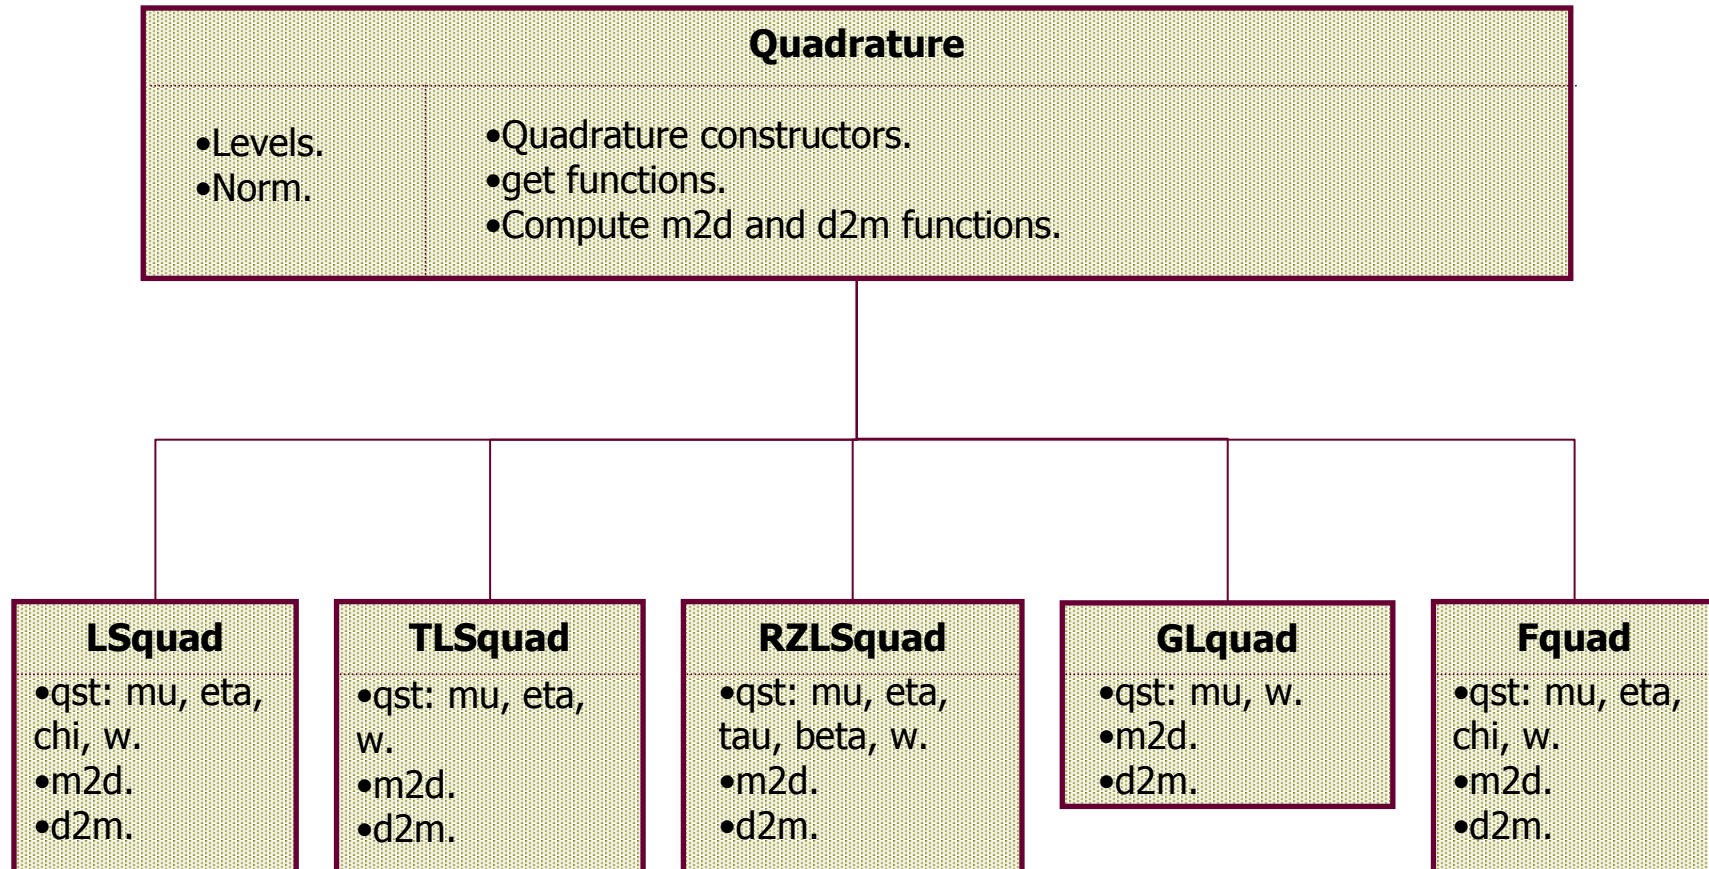 Quadrature
•Levels.
•Norm.
•Quadrature constructors.
•get functions.
•Compute m2d and d2m functions.
LSquad
•qst: mu, eta,
chi, w.
•m2d.
•d2m.
TLSquad
•qst: mu, eta,
w.
•m2d.
•d2m.
RZLSquad
•qst: mu, eta,
tau, beta, w.
•m2d.
•d2m.
GLquad
•qst: mu, w.
•m2d.
•d2m.
Fquad
•qst: mu, eta,
chi, w.
•m2d.
•d2m.